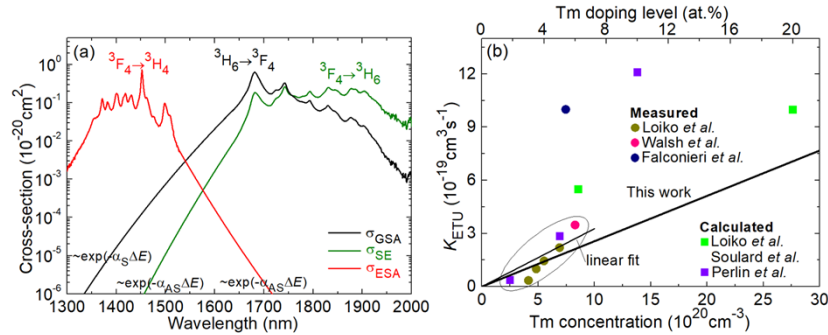 (a)
³F₄→³H₄
³H₆→³F₄
³F₄→³H₆
10⁰
10⁻¹
10⁻²
10⁻³
10⁻⁴
10⁻⁵
10⁻⁶
Cross-section (10⁻²⁰cm²)
~exp(-α_SΔE)
~exp(-α_ASΔE)
~exp(-α_ASΔE)
σ_GSA
σ_SE
σ_ESA
1300 1400 1500 1600 1700 1800 1900 2000
Wavelength (nm)
Tm doping level (at.%)
0 5 10 15 20
(b)
12
9
6
3
0
K_ETU (10⁻¹⁹cm³s⁻¹)
Measured
Loiko et al.
Walsh et al.
Falconieri et al.
This work
linear fit
Calculated
Loiko et al.
Soulard et al.
Perlin et al.
0 5 10 15 20 25 30
Tm concentration (10²⁰cm⁻³)